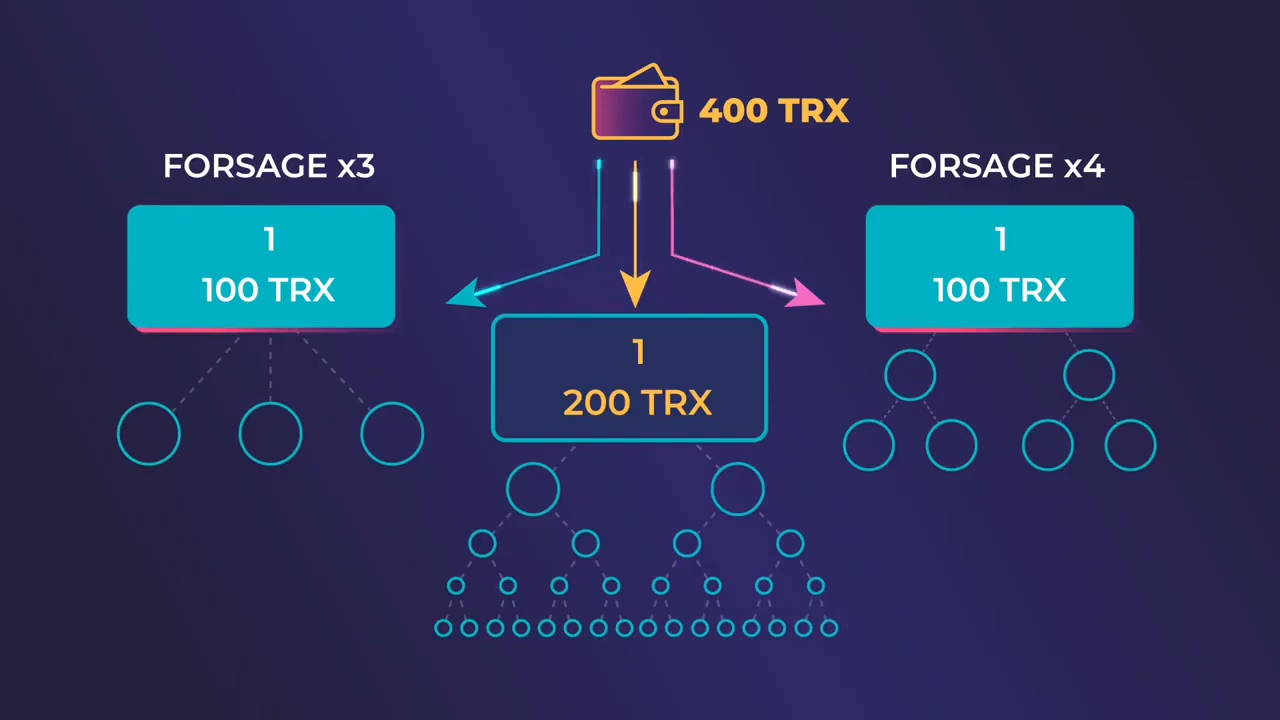 400 TRX
FORSAGE x3
FORSAGE x4
1
100 TRX
1
200 TRX
1
100 TRX